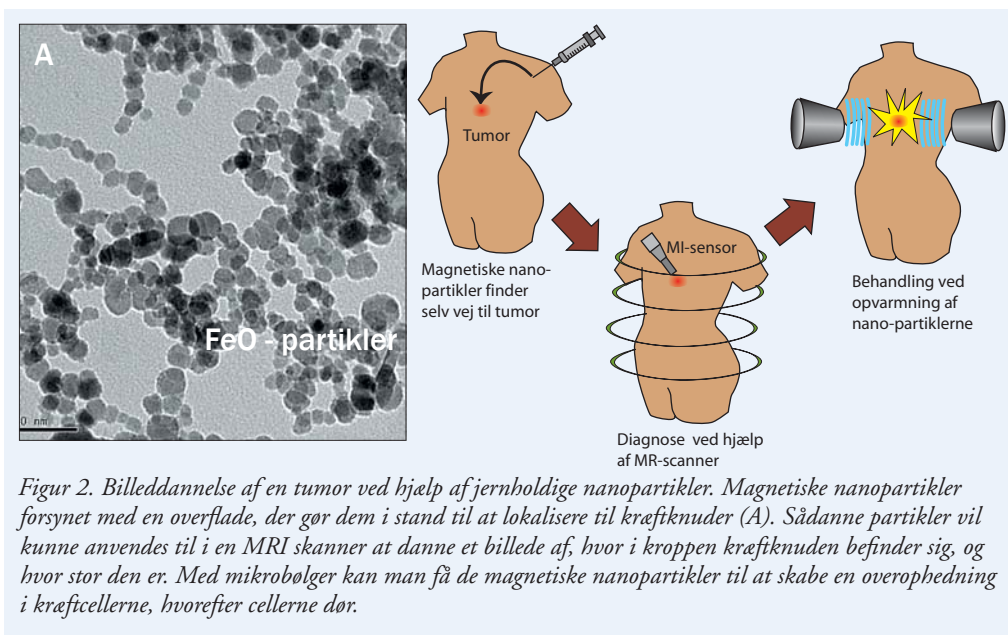 A
FeO - partikler
0 nm
Tumor
Magnetiske nano-
partikler finder
selv vej til tumor
MI-sensor
Diagnose ved hjælp
af MR-scanner
Behandling ved
opvarmning af
nano-partiklerne
Figur 2. Billeddannelse af en tumor ved hjælp af jernholdige nanopartikler. Magnetiske nanopartikler
forsynet med en overflade, der gør dem i stand til at lokalisere til kræftknuder (A). Sådanne partikler vil
kunne anvendes til i en MRI skanner at danne et billede af, hvor i kroppen kræftknuden befinder sig, og
hvor stor den er. Med mikrobølger kan man få de magnetiske nanopartikler til at skabe en overophedning
i kræftcellerne, hvorefter cellerne dør.